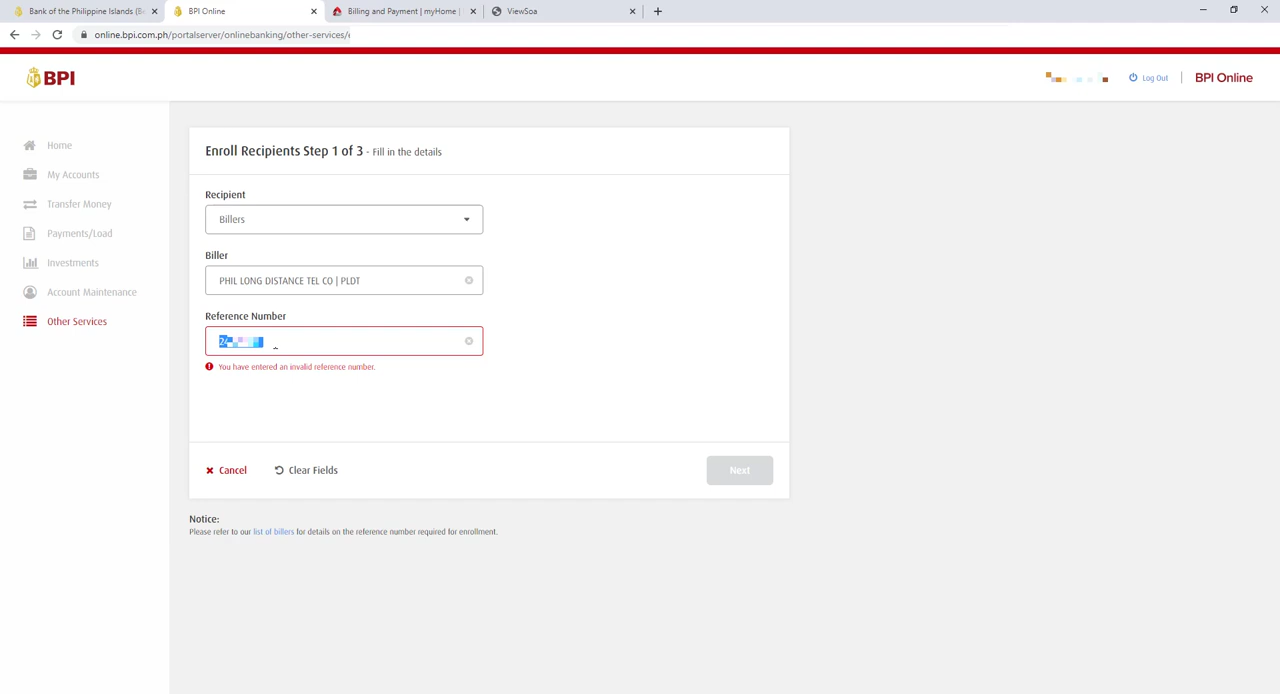 Bank of the Philippine Islands (B
BPI Online
Billing and Payment | myHome |
ViewSoa
online.bpi.com.ph/portalserver/onlinebanking/other-services/
BPI
Log Out
BPI Online
Home
My Accounts
Transfer Money
Payments/Load
Investments
Account Maintenance
Other Services
Enroll Recipients Step 1 of 3 - Fill in the details
Recipient
Billers
Biller
PHIL LONG DISTANCE TEL CO | PLDT
Reference Number
You have entered an invalid reference number.
Cancel
Clear Fields
Next
Notice:
Please refer to our list of billers for details on the reference number required for enrollment.